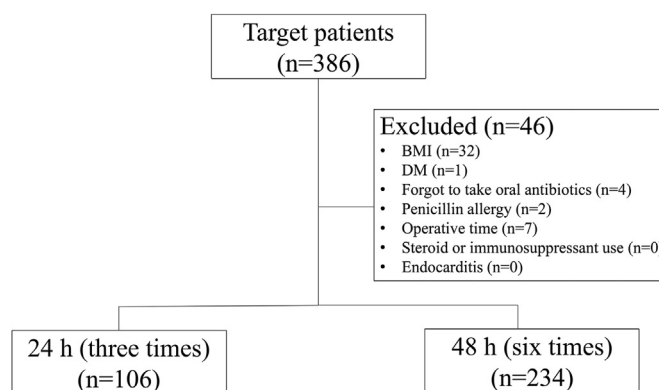 Target patients
(n=386)
Excluded (n=46)
• BMI (n=32)
• DM (n=1)
• Forgot to take oral antibiotics (n=4)
• Penicillin allergy (n=2)
• Operative time (n=7)
• Steroid or immunosuppressant use (n=0
• Endocarditis (n=0)
24 h (three times)
(n=106)
48 h (six times)
(n=234)